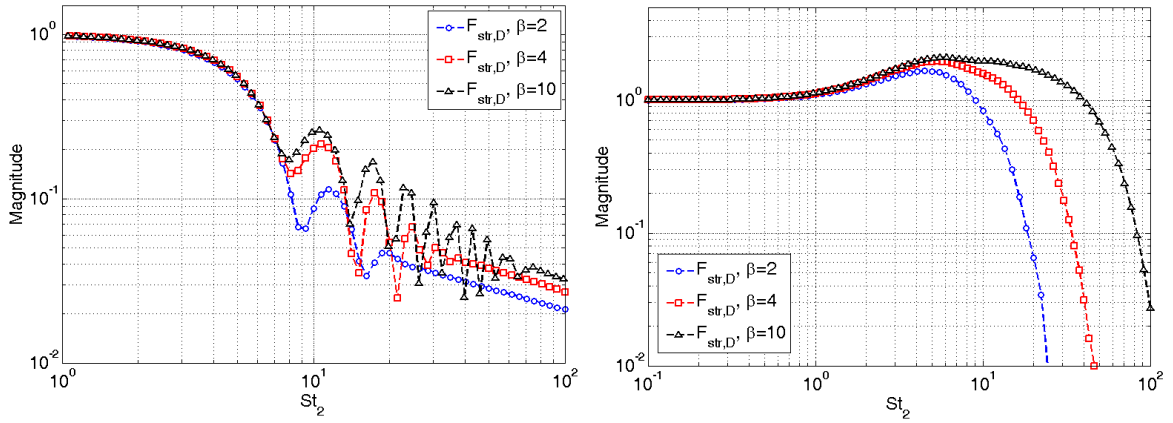 10^0
10^-1
10^-2
Magnitude
10^0
10^1
10^2
St_2
F_str,D, β=2
F_str,D, β=4
F_str,D, β=10
10^1
10^0
10^-1
10^-2
Magnitude
10^-1
10^0
10^1
10^2
St_2
F_str,D, β=2
F_str,D, β=4
F_str,D, β=10